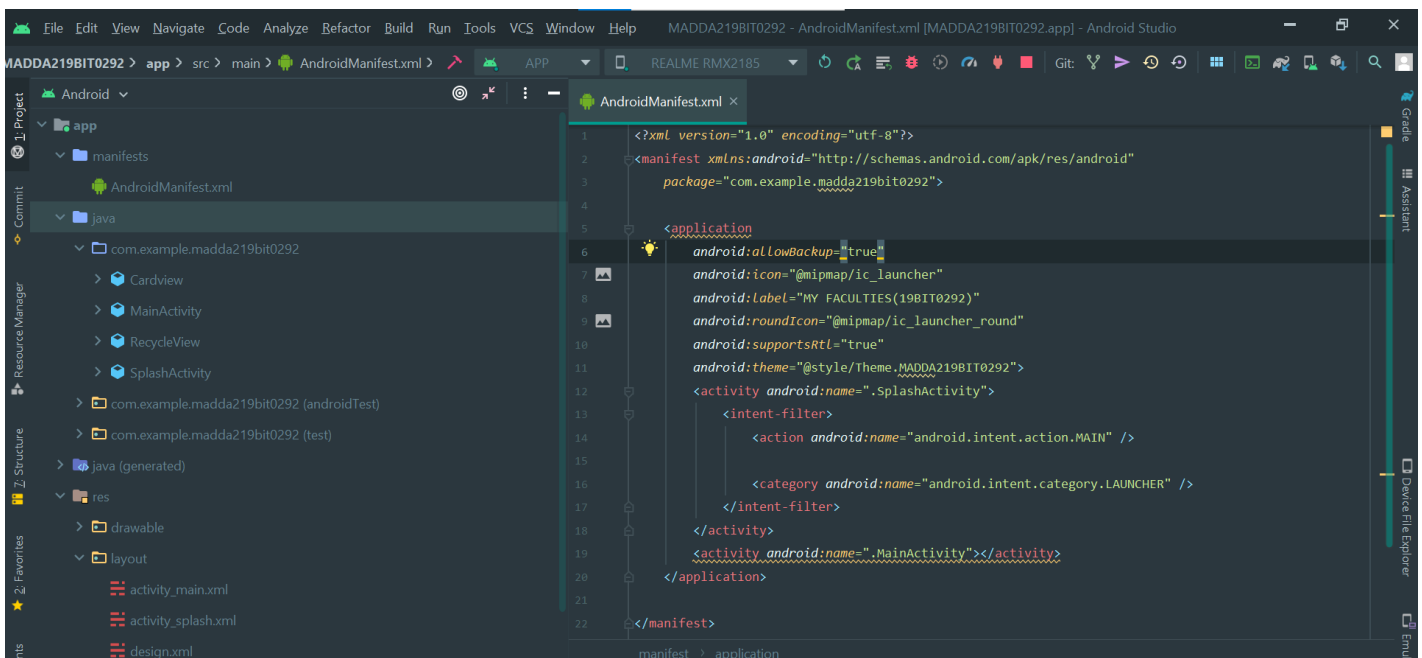 File Edit View Navigate Code Analyze Refactor Build Run Tools VCS Window Help MADDA219BIT0292 - AndroidManifest.xml [MADDA219BIT0292.app] - Android Studio
MADDA219BIT0292 > app > src > main > AndroidManifest.xml > APP REALME RMX2185 Git:
Android
AndroidManifest.xml ×
1: Project
Commit
Resource Manager
Z: Structure
2: Favorites
app
manifests
AndroidManifest.xml
java
com.example.madda219bit0292
Cardview
MainActivity
RecycleView
SplashActivity
com.example.madda219bit0292 (androidTest)
com.example.madda219bit0292 (test)
java (generated)
res
drawable
layout
activity_main.xml
activity_splash.xml
design.xml
1 <?xml version="1.0" encoding="utf-8"?>
2 <manifest xmlns:android="http://schemas.android.com/apk/res/android"
3 package="com.example.madda219bit0292">
4
5 <application
6 android:allowBackup="true"
7 android:icon="@mipmap/ic_launcher"
8 android:label="MY FACULTIES(19BIT0292)"
9 android:roundIcon="@mipmap/ic_launcher_round"
10 android:supportsRtl="true"
11 android:theme="@style/Theme.MADDA219BIT0292">
12 <activity android:name=".SplashActivity">
13 <intent-filter>
14 <action android:name="android.intent.action.MAIN" />
15
16 <category android:name="android.intent.category.LAUNCHER" />
17 </intent-filter>
18 </activity>
19 <activity android:name=".MainActivity"></activity>
20 </application>
21
22 </manifest>
manifest > application
Gradle
Assistant
Device File Explorer